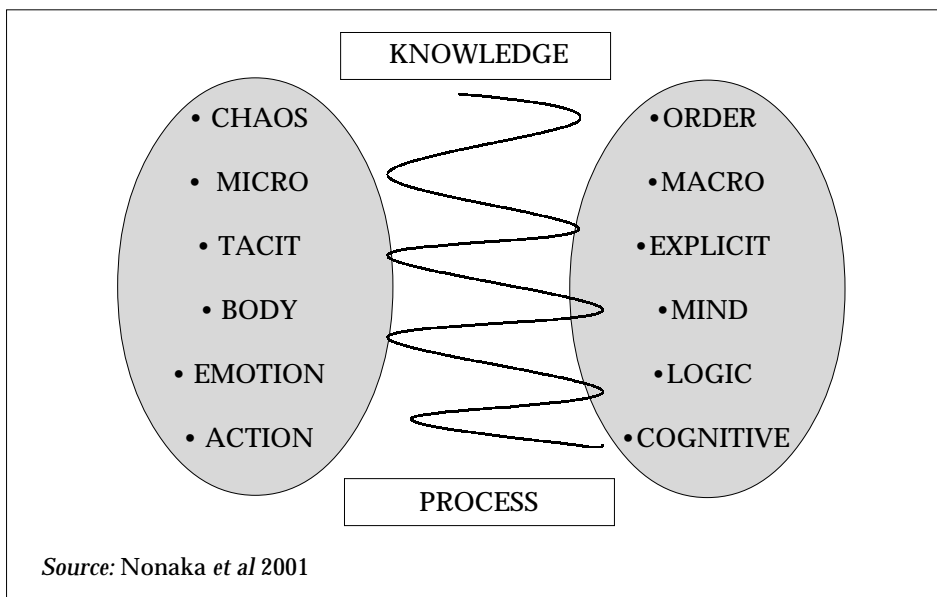 KNOWLEDGE
• CHAOS
• MICRO
• TACIT
• BODY
• EMOTION
• ACTION
•ORDER
•MACRO
•EXPLICIT
•MIND
•LOGIC
•COGNITIVE
PROCESS
Source: Nonaka et al 2001